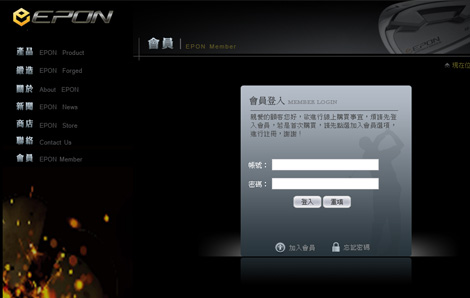 EPON
會員 EPON Member
產品 EPON Product
鍛造 EPON Forged
關於 About EPON
新聞 EPON News
商店 EPON Store
聯絡 Contact Us
會員 EPON Member
現在位
會員登入 MEMBER LOGIN
親愛的顧客您好，欲進行線上購買事宜，煩請先登
入會員，若是首次購買，請先點選加入會員選項，
進行註冊，謝謝！
帳號：
密碼：
登入 重填
加入會員 忘記密碼